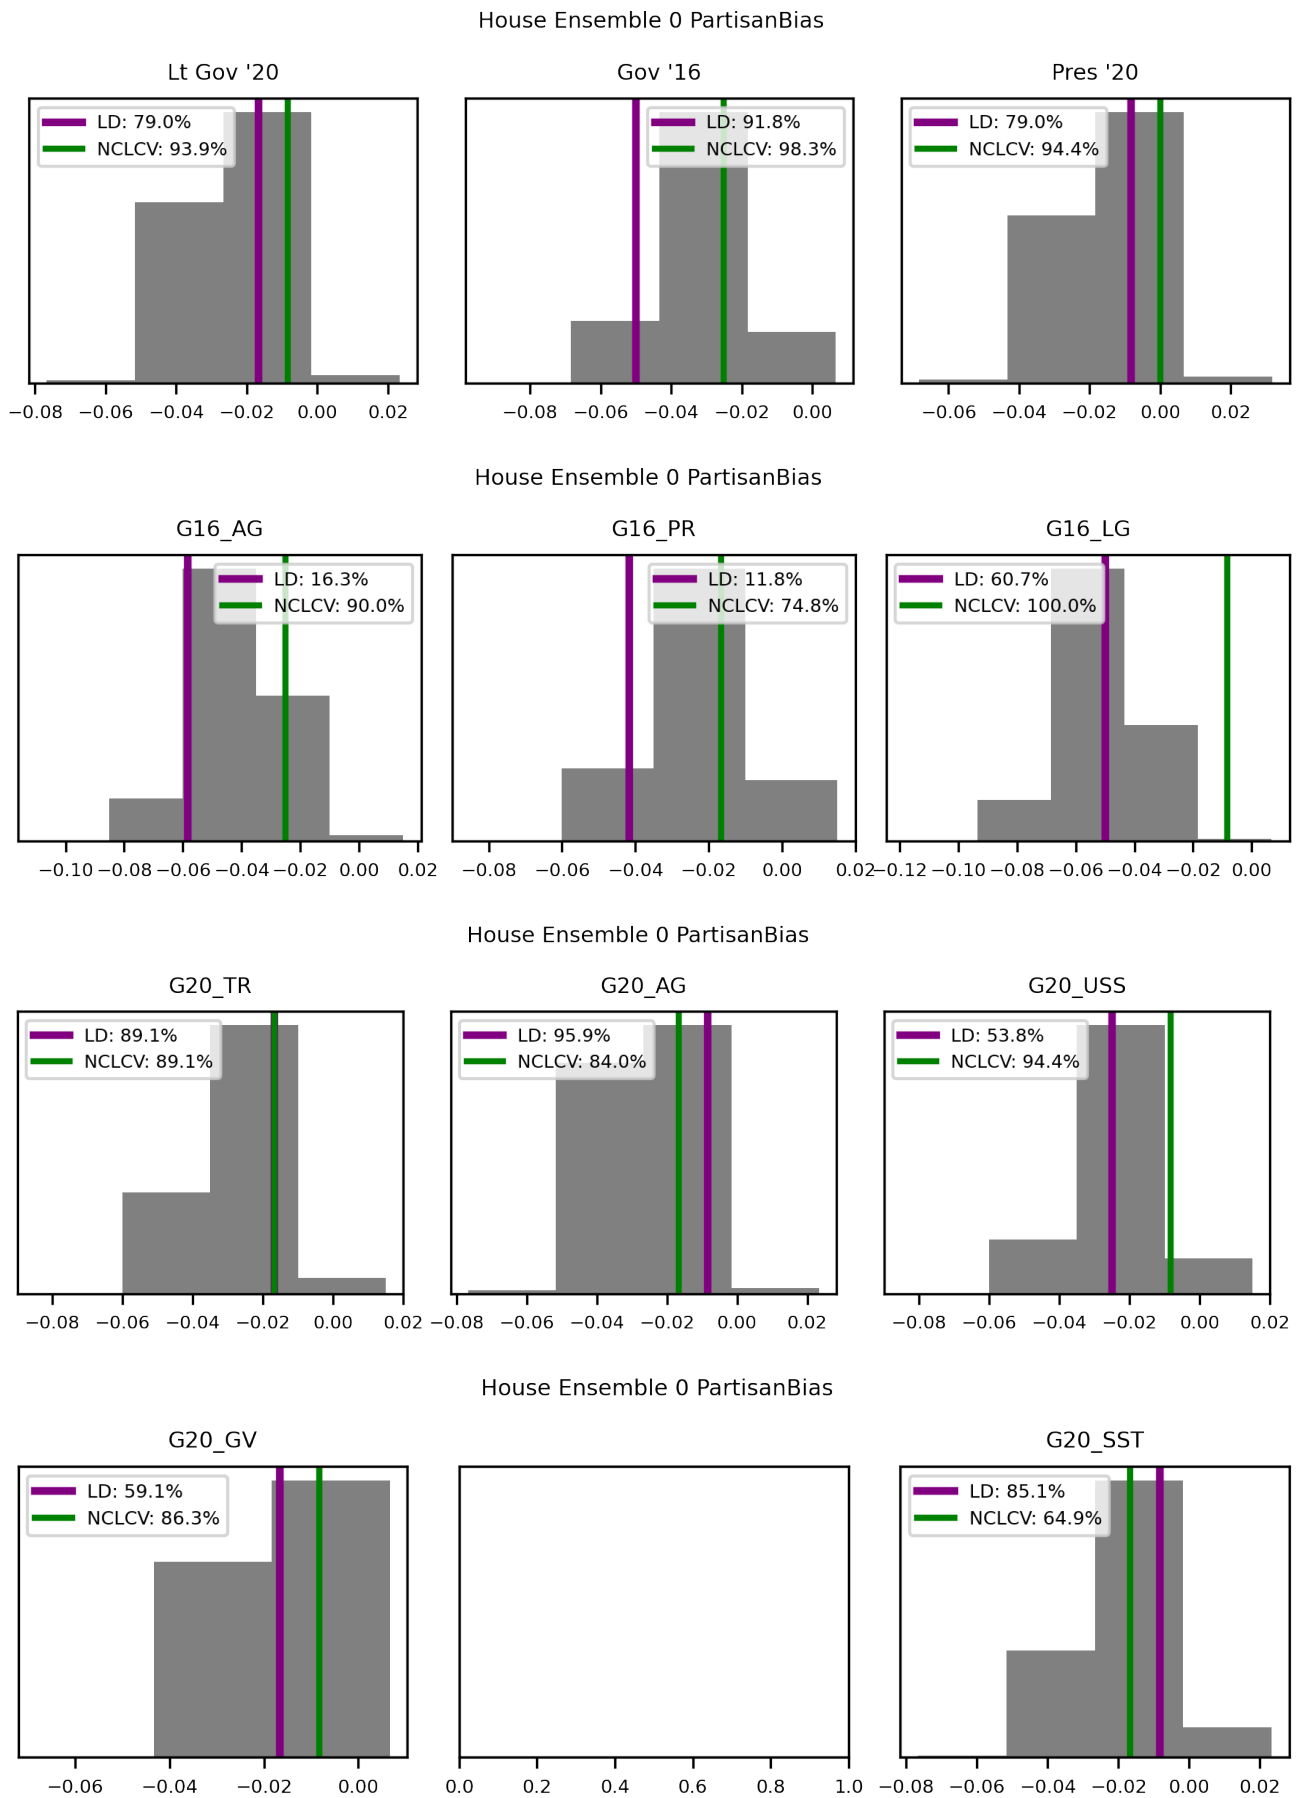 House Ensemble 0 PartisanBias
Lt Gov '20
LD: 79.0%
NCLCV: 93.9%
−0.08 −0.06 −0.04 −0.02 0.00 0.02
Gov '16
LD: 91.8%
NCLCV: 98.3%
−0.08 −0.06 −0.04 −0.02 0.00
Pres '20
LD: 79.0%
NCLCV: 94.4%
−0.06 −0.04 −0.02 0.00 0.02
House Ensemble 0 PartisanBias
G16_AG
LD: 16.3%
NCLCV: 90.0%
−0.10 −0.08 −0.06 −0.04 −0.02 0.00 0.02
G16_PR
LD: 11.8%
NCLCV: 74.8%
−0.08 −0.06 −0.04 −0.02 0.00 0.02
G16_LG
LD: 60.7%
NCLCV: 100.0%
−0.12 −0.10 −0.08 −0.06 −0.04 −0.02 0.00
House Ensemble 0 PartisanBias
G20_TR
LD: 89.1%
NCLCV: 89.1%
−0.08 −0.06 −0.04 −0.02 0.00 0.02
G20_AG
LD: 95.9%
NCLCV: 84.0%
−0.08 −0.06 −0.04 −0.02 0.00 0.02
G20_USS
LD: 53.8%
NCLCV: 94.4%
−0.08 −0.06 −0.04 −0.02 0.00 0.02
House Ensemble 0 PartisanBias
G20_GV
LD: 59.1%
NCLCV: 86.3%
−0.06 −0.04 −0.02 0.00
0.0 0.2 0.4 0.6 0.8 1.0
G20_SST
LD: 85.1%
NCLCV: 64.9%
−0.08 −0.06 −0.04 −0.02 0.00 0.02